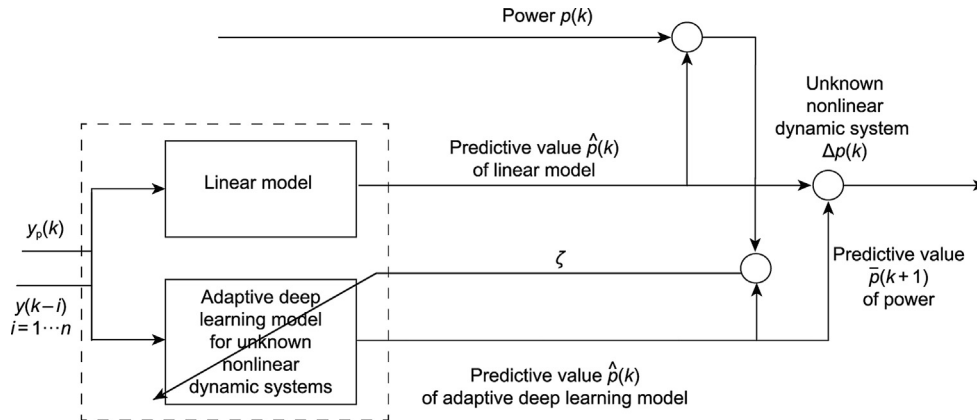 Power p(k)
Unknown
nonlinear
dynamic system
Δp(k)
Predictive value p̂(k)
of linear model
Linear model
yₚ(k)
y(k–i)
i=1···n
ζ
Adaptive deep
learning model
for unknown
nonlinear
dynamic systems
Predictive value
p̄(k+1)
of power
Predictive value p̂(k)
of adaptive deep learning model